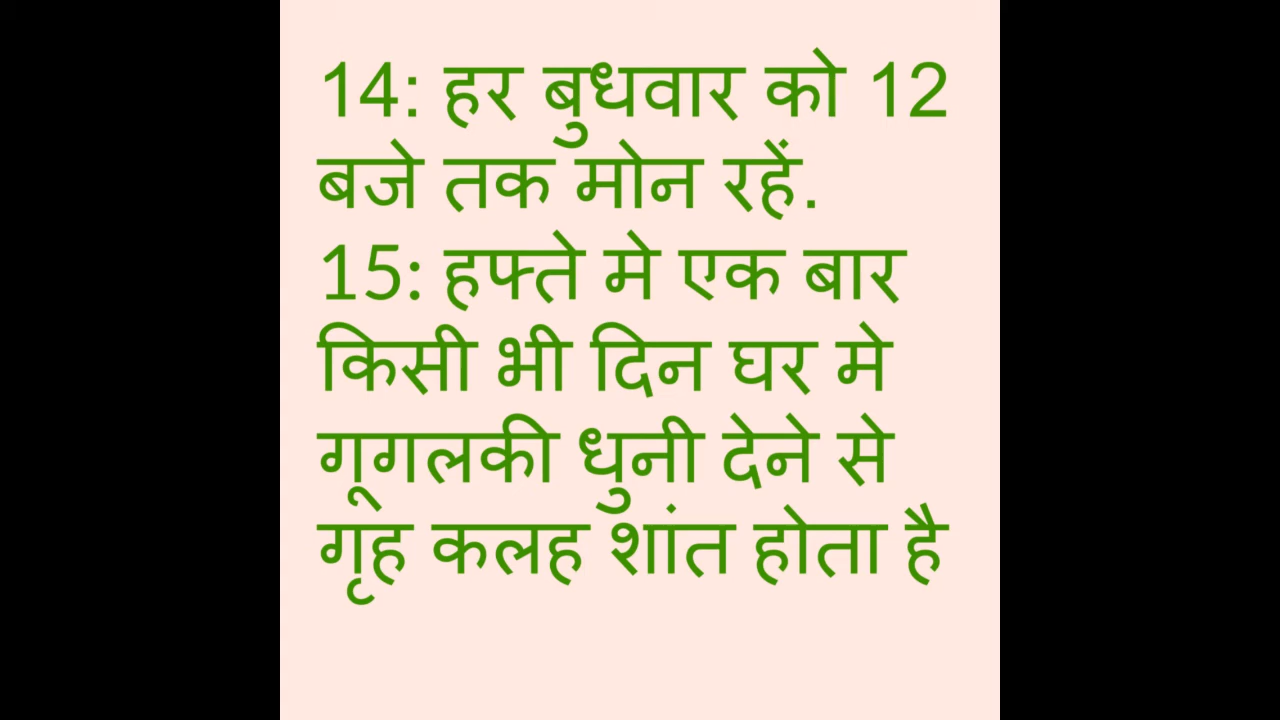 14: हर बुधवार को 12
बजे तक मोन रहें.
15: हफ्ते मे एक बार
किसी भी दिन घर मे
गूगलकी धुनी देने से
गृह कलह शांत होता है